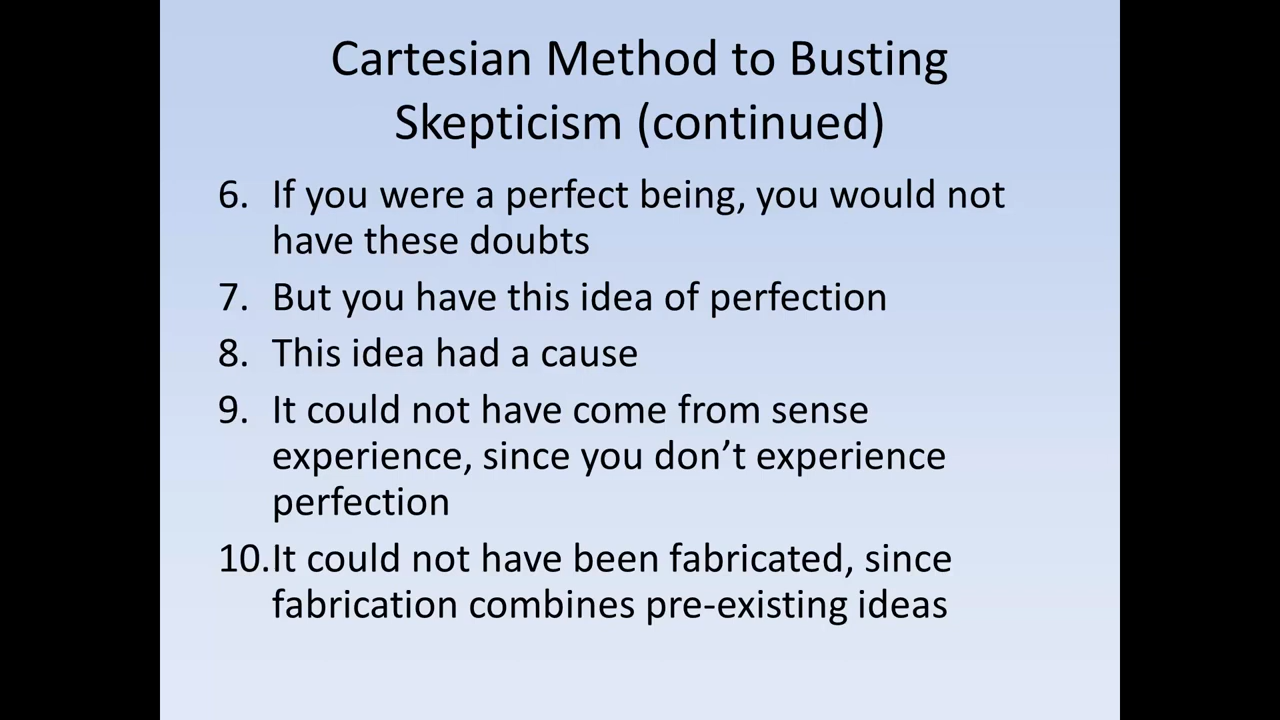 Cartesian Method to Busting
Skepticism (continued)
6. If you were a perfect being, you would not
have these doubts
7. But you have this idea of perfection
8. This idea had a cause
9. It could not have come from sense
experience, since you don’t experience
perfection
10.It could not have been fabricated, since
fabrication combines pre-existing ideas